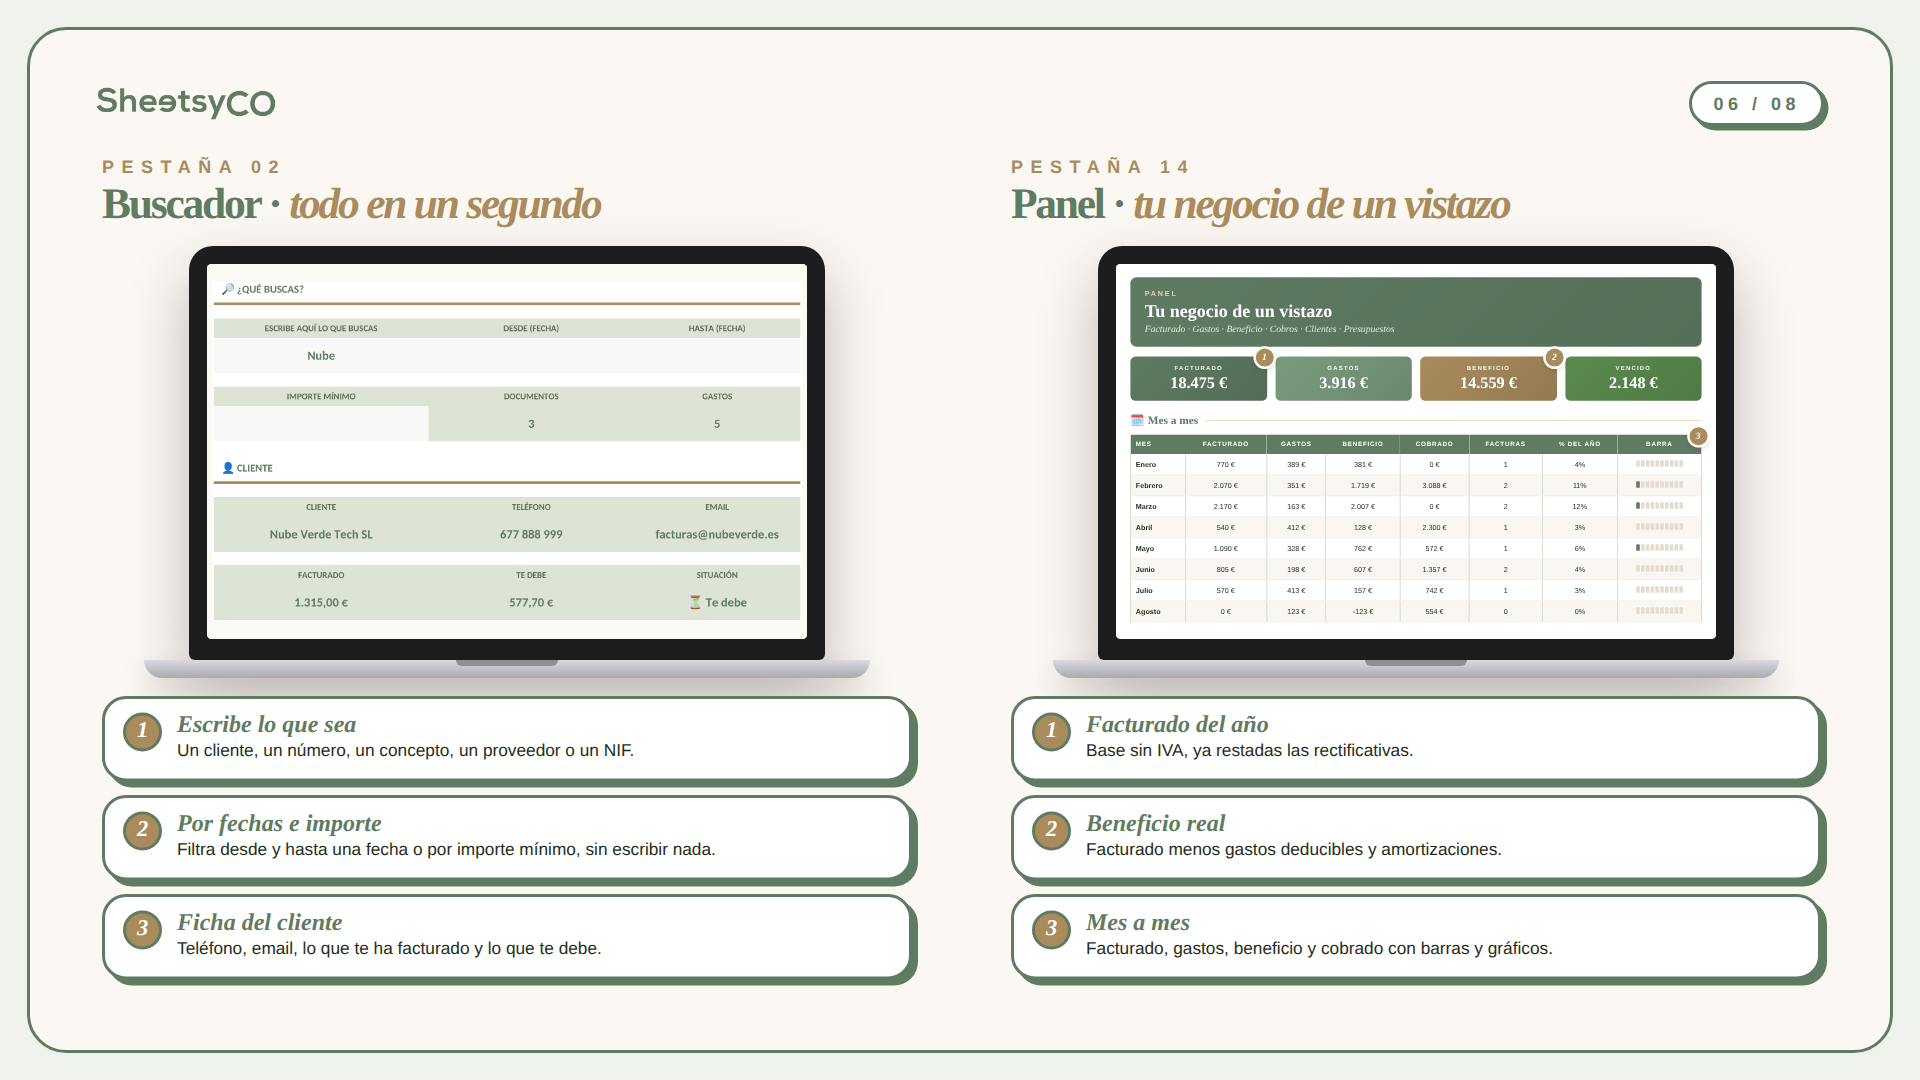 SheetsyCO
06 / 08
PESTAÑA 02
Buscador · todo en un segundo
🔎 ¿QUÉ BUSCAS?
ESCRIBE AQUÍ LO QUE BUSCAS DESDE (FECHA) HASTA (FECHA)
Nube
IMPORTE MÍNIMO DOCUMENTOS GASTOS
3 5
👤 CLIENTE
CLIENTE TELÉFONO EMAIL
Nube Verde Tech SL 677 888 999 facturas@nubeverde.es
FACTURADO TE DEBE SITUACIÓN
1.315,00 € 577,70 € ⏳ Te debe
1
Escribe lo que sea
Un cliente, un número, un concepto, un proveedor o un NIF.
2
Por fechas e importe
Filtra desde y hasta una fecha o por importe mínimo, sin escribir nada.
3
Ficha del cliente
Teléfono, email, lo que te ha facturado y lo que te debe.
PESTAÑA 14
Panel · tu negocio de un vistazo
PANEL
Tu negocio de un vistazo
Facturado · Gastos · Beneficio · Cobros · Clientes · Presupuestos
1 2
FACTURADO GASTOS BENEFICIO VENCIDO
18.475 € 3.916 € 14.559 € 2.148 €
🗓️ Mes a mes
3
MES FACTURADO GASTOS BENEFICIO COBRADO FACTURAS % DEL AÑO BARRA
Enero 770 € 389 € 381 € 0 € 1 4%
Febrero 2.070 € 351 € 1.719 € 3.088 € 2 11%
Marzo 2.170 € 163 € 2.007 € 0 € 2 12%
Abril 540 € 412 € 128 € 2.300 € 1 3%
Mayo 1.090 € 328 € 762 € 572 € 1 6%
Junio 805 € 198 € 607 € 1.357 € 2 4%
Julio 570 € 413 € 157 € 742 € 1 3%
Agosto 0 € 123 € -123 € 554 € 0 0%
1
Facturado del año
Base sin IVA, ya restadas las rectificativas.
2
Beneficio real
Facturado menos gastos deducibles y amortizaciones.
3
Mes a mes
Facturado, gastos, beneficio y cobrado con barras y gráficos.